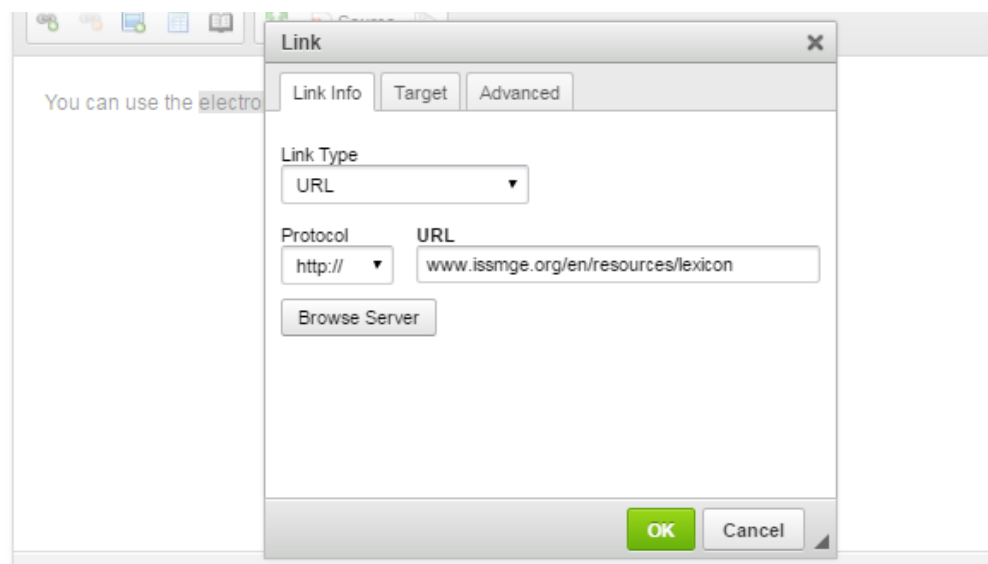 Source
Link
You can use the electro
Link Info Target Advanced
Link Type
URL
Protocol URL
http:// www.issmge.org/en/resources/lexicon
Browse Server
OK Cancel